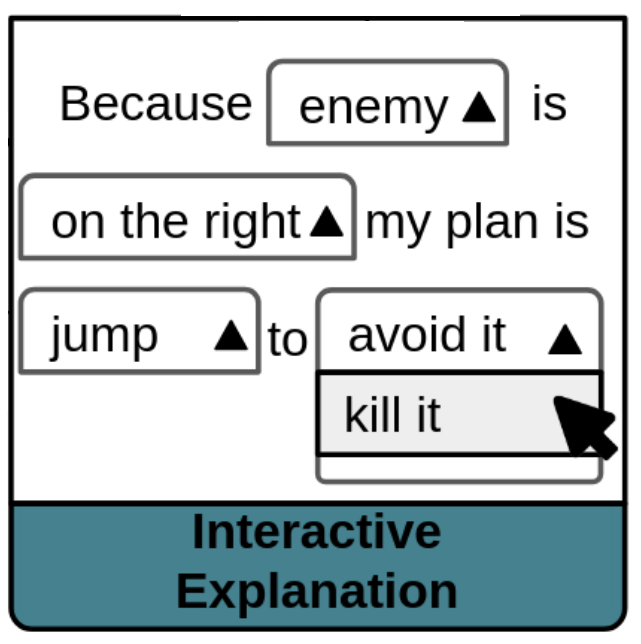 Because enemy ▲ is
on the right ▲ my plan is
jump ▲ to avoid it ▲
kill it
Interactive
Explanation